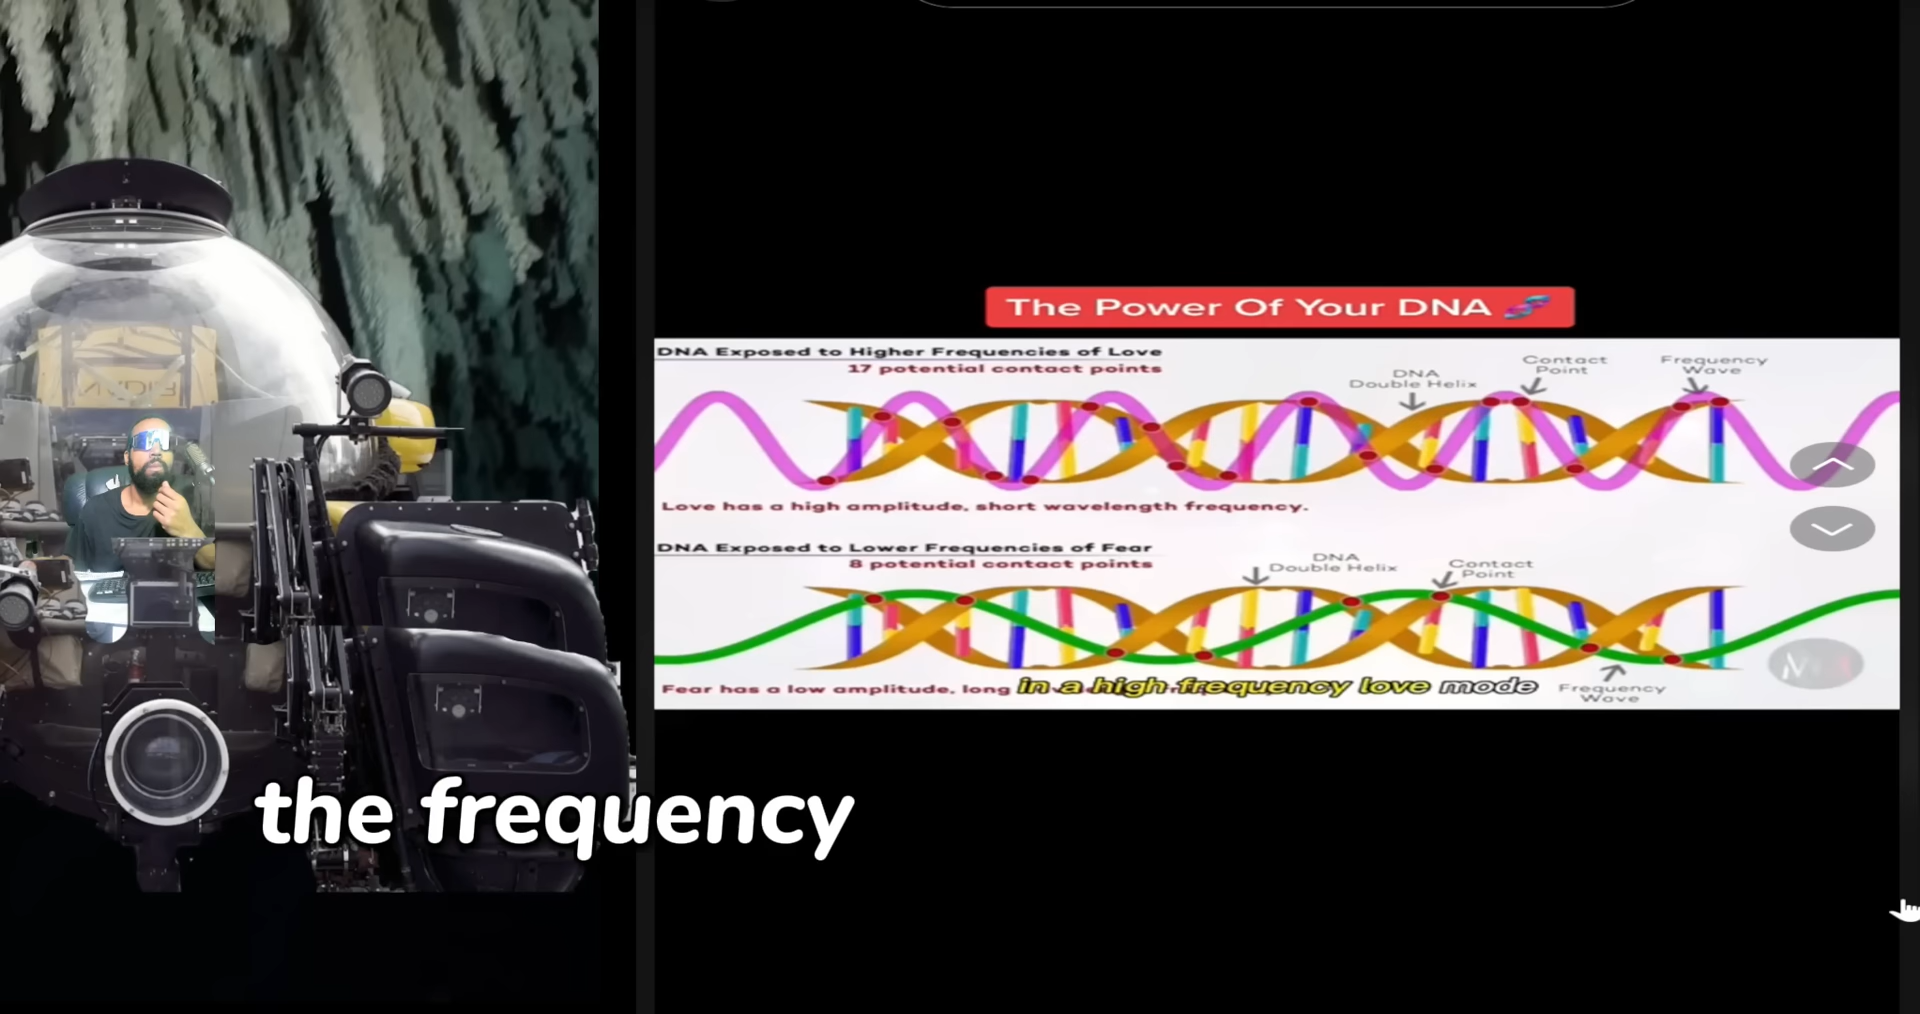 The Power Of Your DNA
DNA Exposed to Higher Frequencies of Love
17 potential contact points
DNA
Double Helix
Contact
Point
Frequency
Wave
Love has a high amplitude, short wavelength frequency.
DNA Exposed to Lower Frequencies of Fear
8 potential contact points
DNA
Double Helix
Contact
Point
Fear has a low amplitude, long
in a high frequency love mode
Frequency
Wave
the frequency